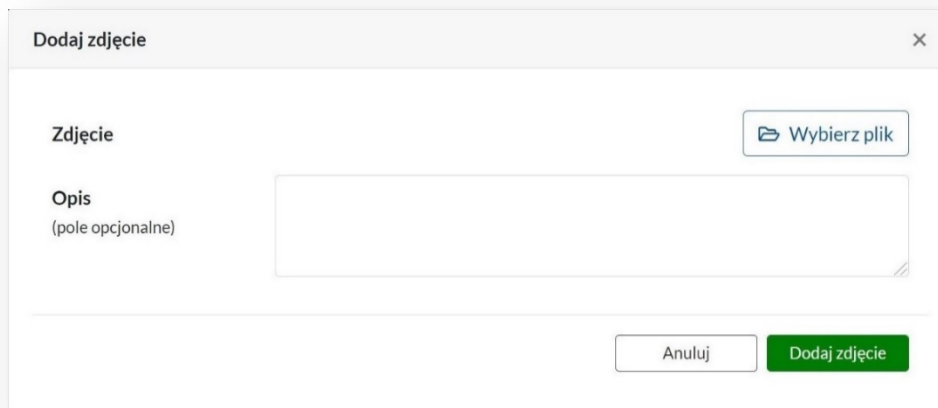 Dodaj zdjęcie
Zdjęcie
Wybierz plik
Opis
(pole opcjonalne)
Anuluj
Dodaj zdjęcie